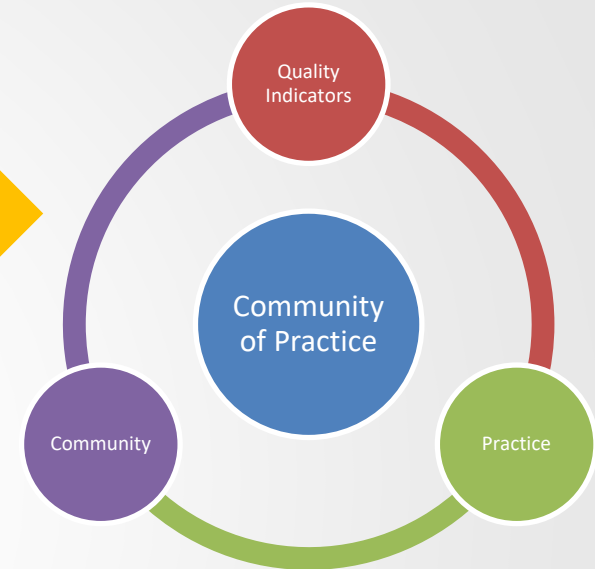 Quality
Indicators
Community
of Practice
Community
Practice